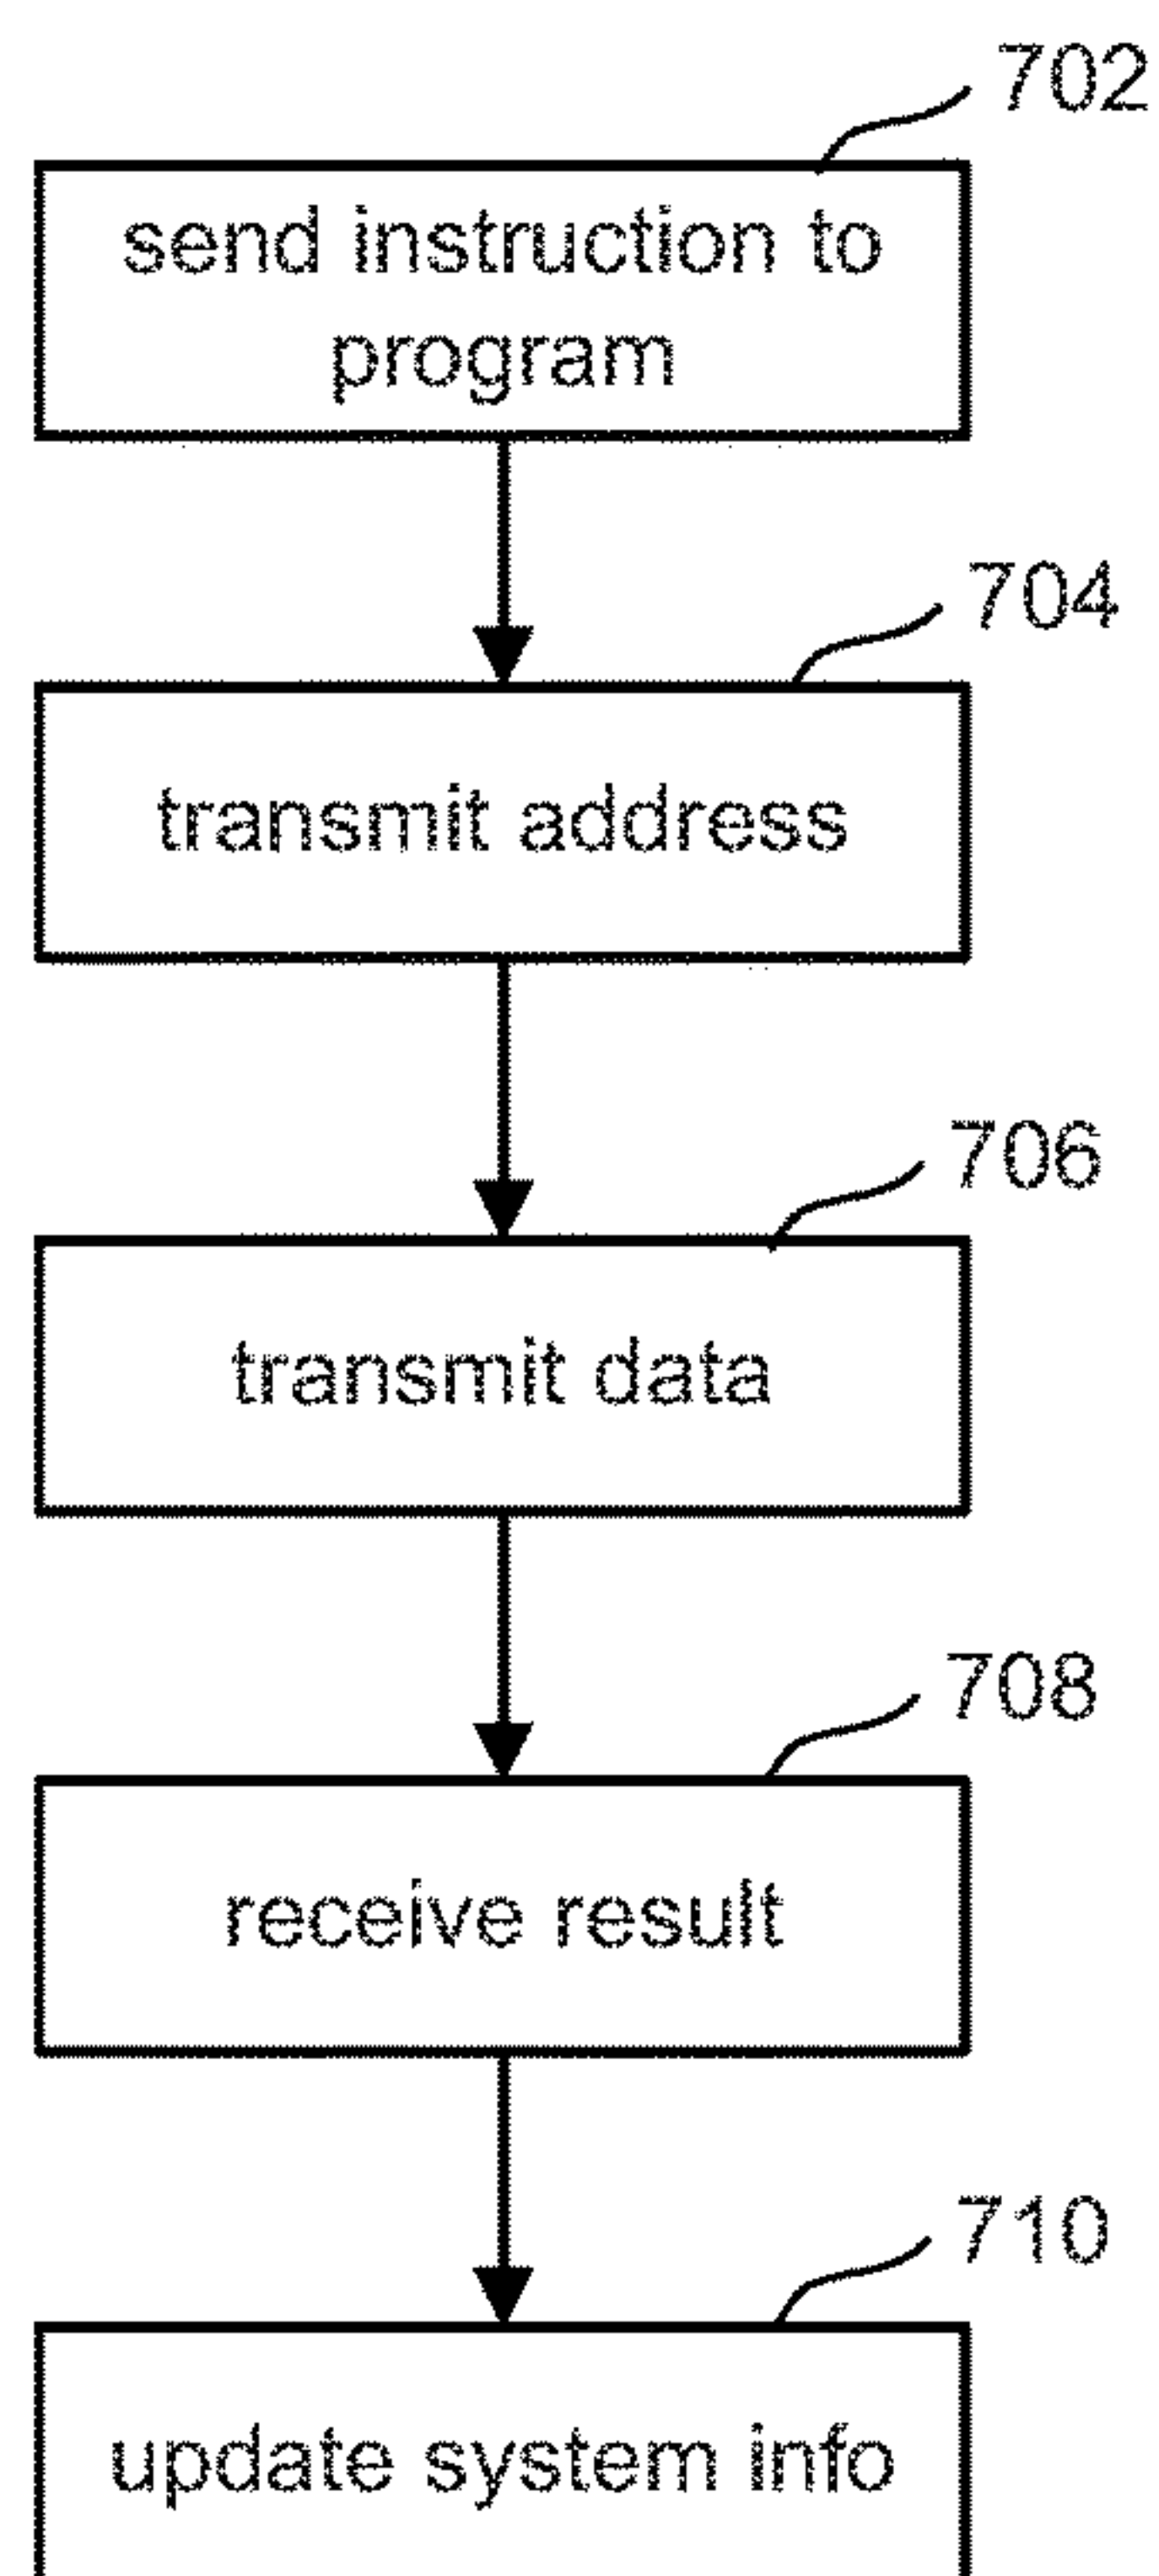 702
send instruction to
program
704
transmit address
706
transmit data
708
receive result
710
update system info